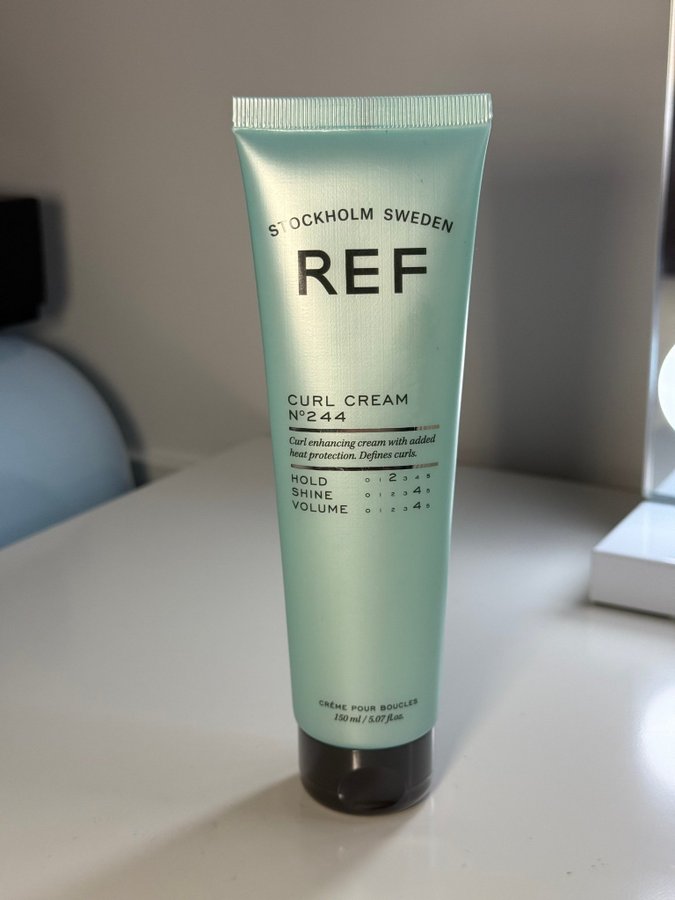 STOCKHOLM SWEDEN
REF
CURL CREAM
Nº244
Curl enhancing cream with added
heat protection. Defines curls.
HOLD 0 1 2 3 4 5
SHINE 0 1 2 3 4 5
VOLUME 0 1 2 3 4 5
CRÈME POUR BOUCLES
150 ml / 5.07 fl.oz.